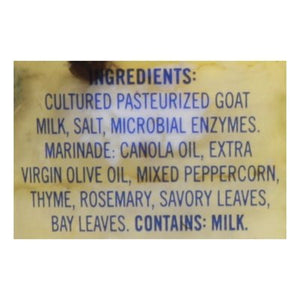 INGREDIENTS:
CULTURED PASTEURIZED GOAT
MILK, SALT, MICROBIAL ENZYMES.
MARINADE: CANOLA OIL, EXTRA
VIRGIN OLIVE OIL, MIXED PEPPERCORN,
THYME, ROSEMARY, SAVORY LEAVES,
BAY LEAVES. CONTAINS: MILK.